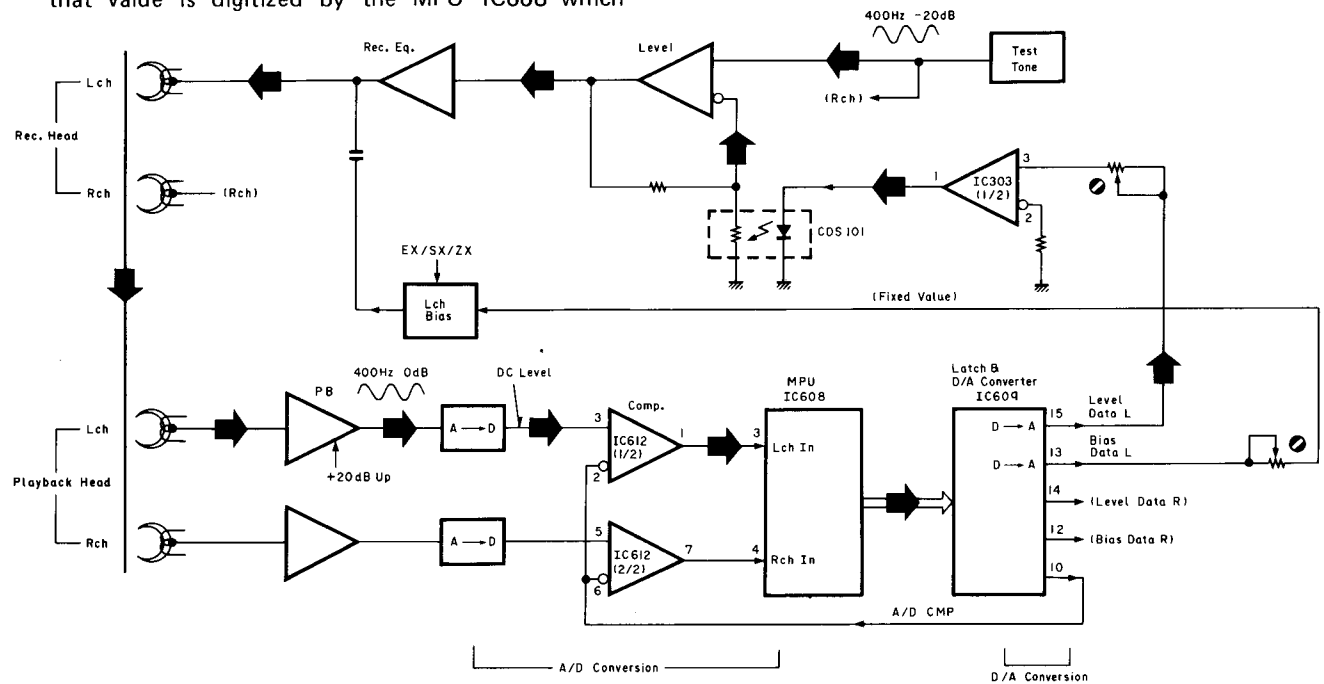 that value is digitized by the MPU IC608 which
400Hz -20dB
Rec. Eq.
Level
Test
Tone
Lch
(Rch)
Rec. Head
3
1
IC303
(1/2)
2
Rch
(Rch)
CDS101
EX/SX/ZX
Lch
Bias
(Fixed Value)
400Hz 0dB
DC Level
PB
Comp.
MPU
IC608
Latch &
D/A Converter
IC609
15
Level
Data L
Lch
A → D
3
IC612
(1/2)
1
3
Lch In
D → A
+20dB Up
2
D → A
13
Bias
Data L
Playback Head
14
(Level Data R)
Rch
A → D
5
IC612
(2/2)
7
4
Rch In
12
(Bias Data R)
6
10
A/D CMP
A/D Conversion
D/A Conversion